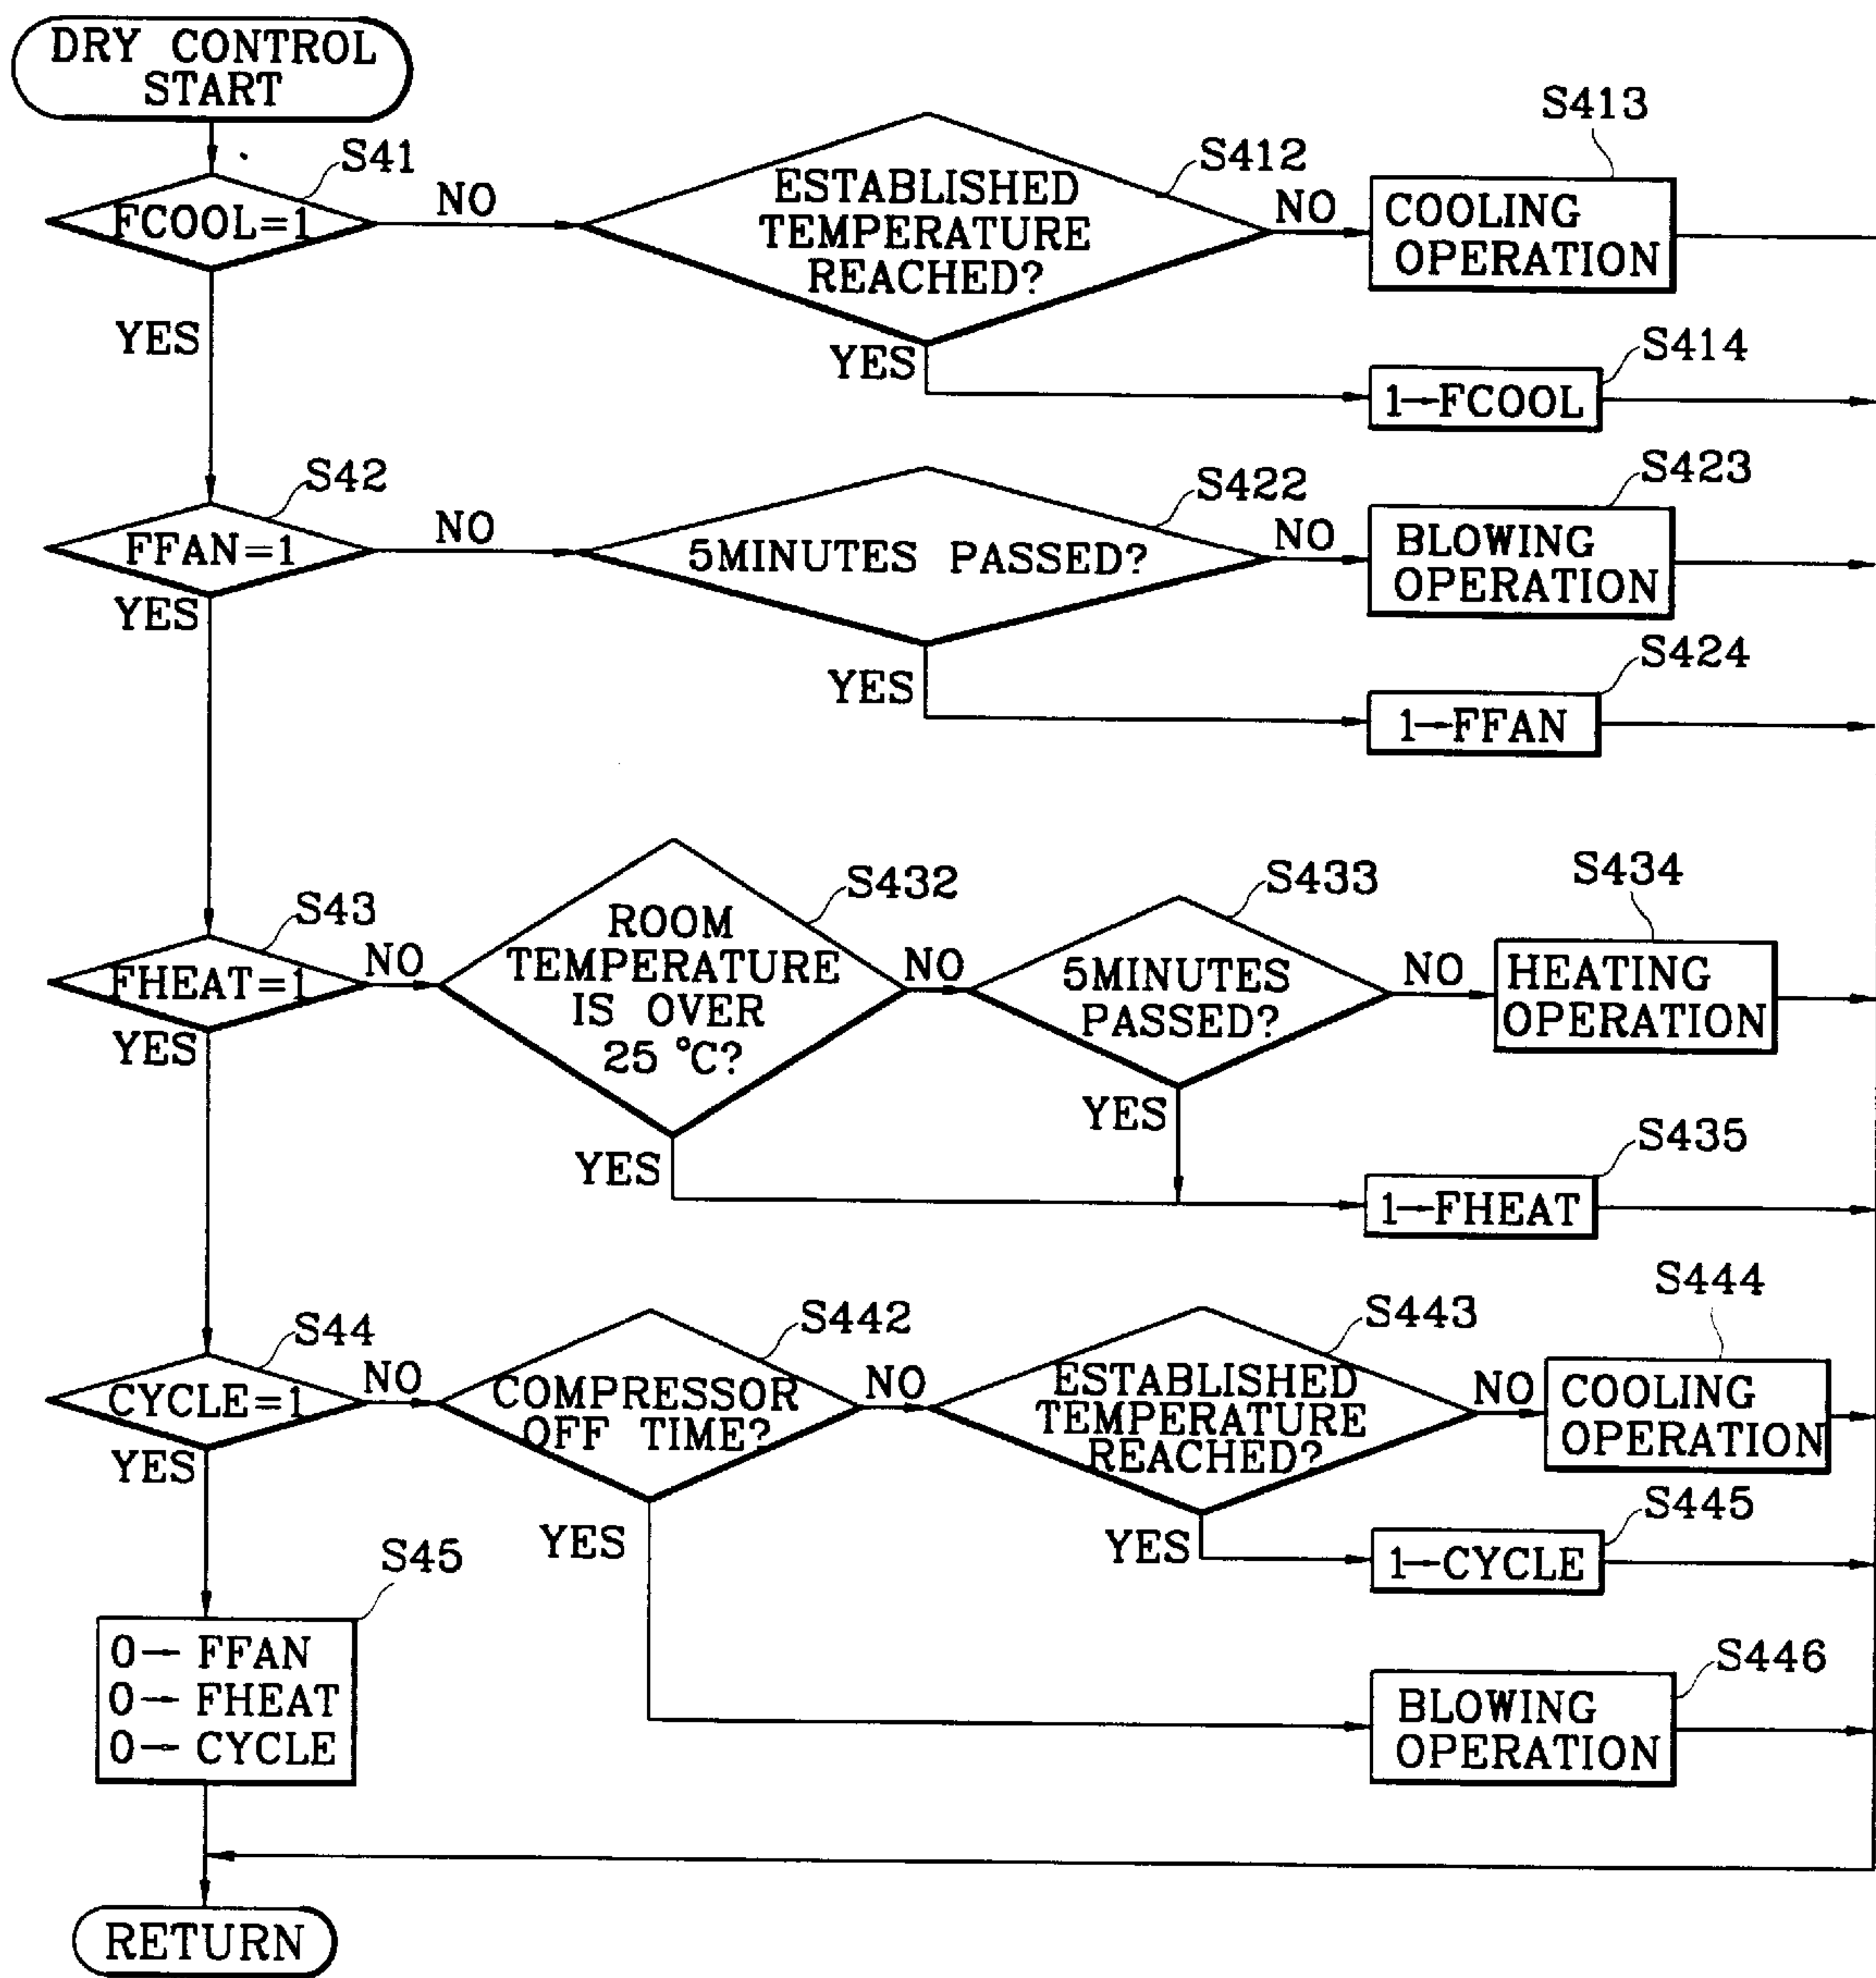 DRY CONTROL
START
S41
FCOOL=1
NO
YES
S412
ESTABLISHED
TEMPERATURE
REACHED?
NO
YES
S413
COOLING
OPERATION
S414
1→FCOOL
S42
FFAN=1
NO
YES
S422
5MINUTES PASSED?
NO
YES
S423
BLOWING
OPERATION
S424
1→FFAN
S43
FHEAT=1
NO
YES
S432
ROOM
TEMPERATURE
IS OVER
25 °C?
NO
YES
S433
5MINUTES
PASSED?
NO
YES
S434
HEATING
OPERATION
S435
1→FHEAT
S44
CYCLE=1
NO
YES
S442
COMPRESSOR
OFF TIME?
NO
YES
S443
ESTABLISHED
TEMPERATURE
REACHED?
NO
YES
S444
COOLING
OPERATION
S445
1→CYCLE
S446
BLOWING
OPERATION
S45
0→ FFAN
0→ FHEAT
0→ CYCLE
RETURN